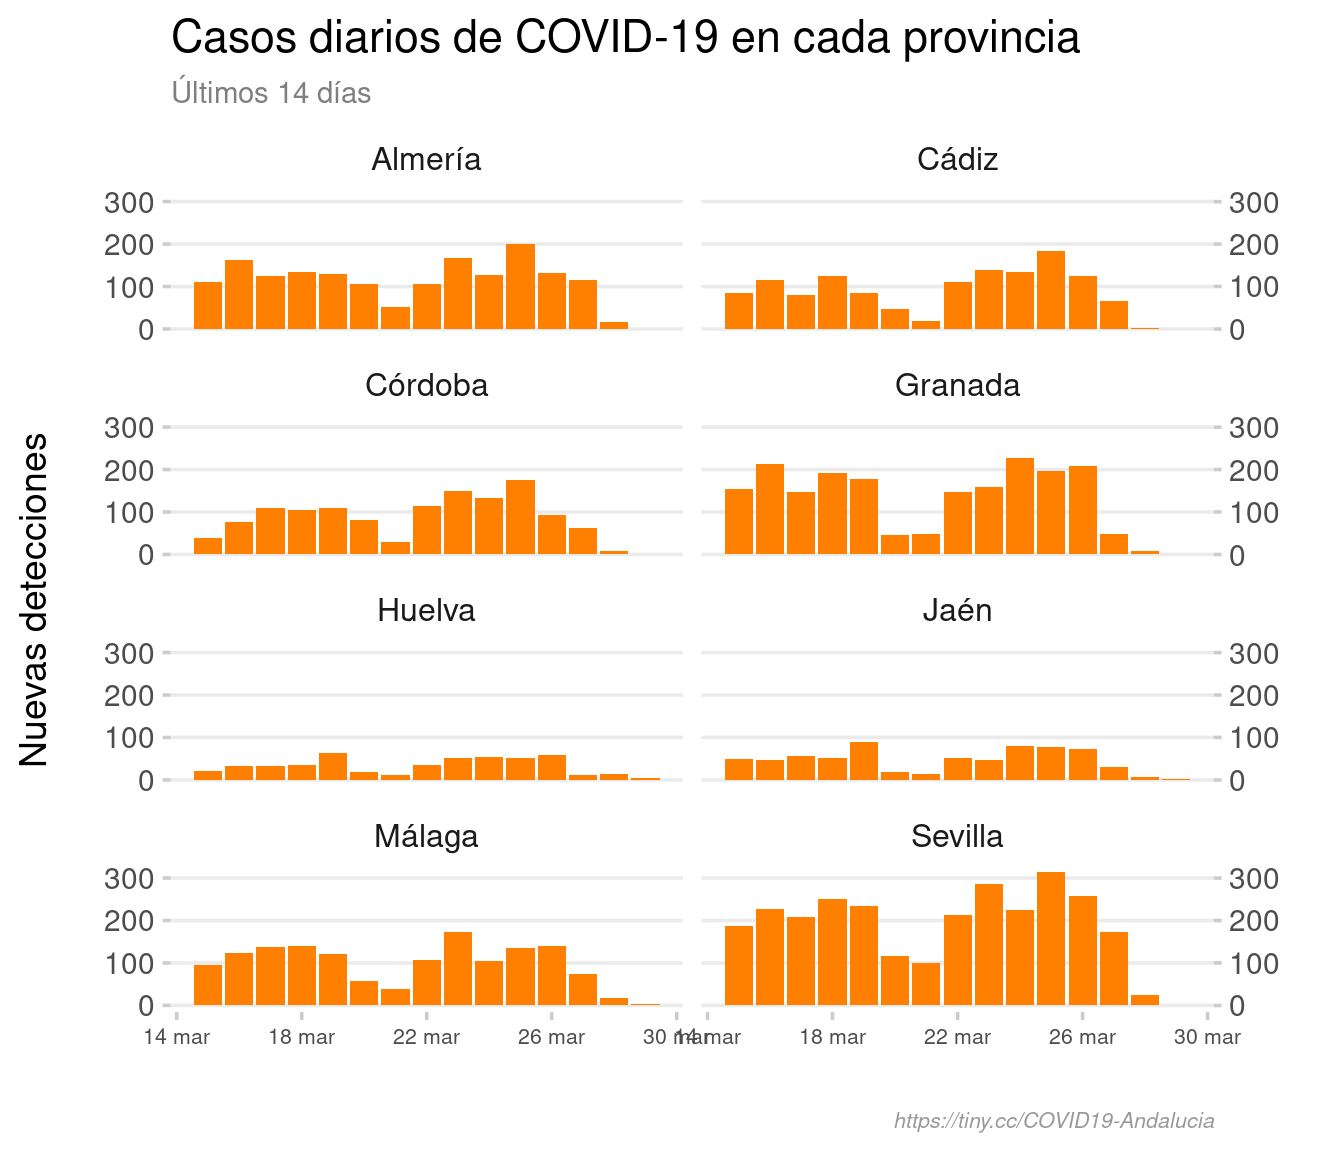 Casos diarios de COVID-19 en cada provincia
Últimos 14 días
Almería
Cádiz
300
200
100
0
300
200
100
0
Córdoba
Granada
300
200
100
0
300
200
100
0
Huelva
Jaén
300
200
100
0
300
200
100
0
Málaga
Sevilla
300
200
100
0
300
200
100
0
Nuevas detecciones
14 mar 18 mar 22 mar 26 mar 30 mar
14 mar 18 mar 22 mar 26 mar 30 mar
https://tiny.cc/COVID19-Andalucia